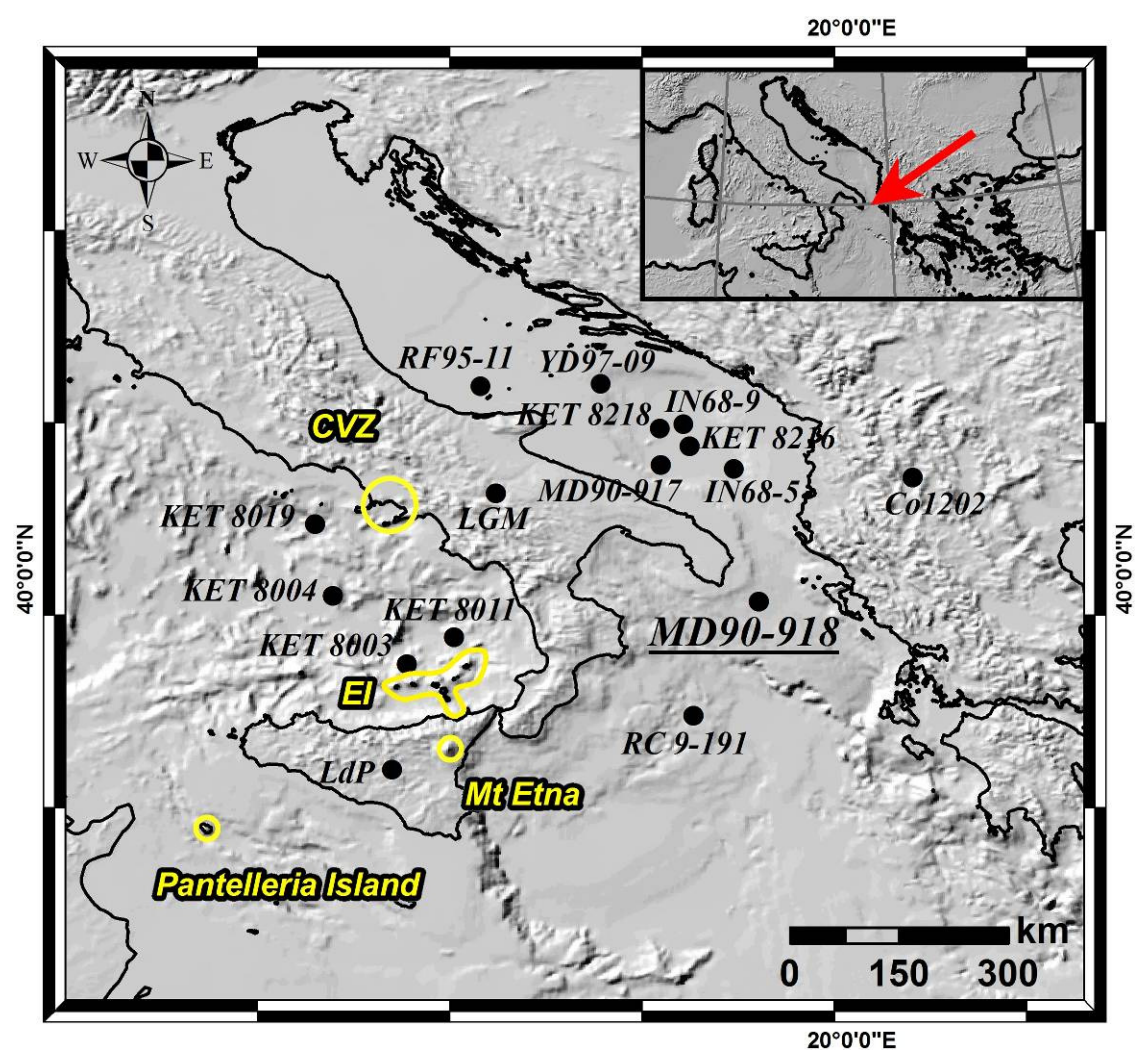 20°0'0"E
N
W
E
S
RF95-11
YD97-09
IN68-9
KET 8218
KET 8216
CVZ
MD90-917
IN68-5
Co1202
KET 8019
LGM
40°0'0"N
40°0'0"N
KET 8004
KET 8011
MD90-918
KET 8003
EI
RC 9-191
LdP
Mt Etna
Pantelleria Island
km
0
150
300
20°0'0"E